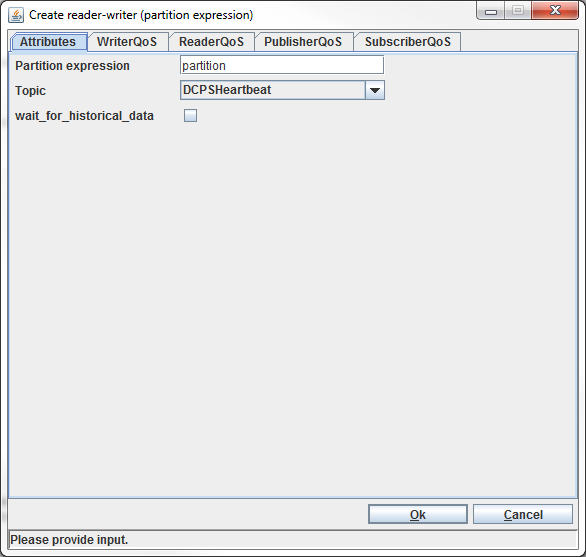 Create reader-writer (partition expression)
Attributes WriterQoS ReaderQoS PublisherQoS SubscriberQoS
Partition expression partition
Topic DCPSHeartbeat
wait_for_historical_data
Ok Cancel
Please provide input.